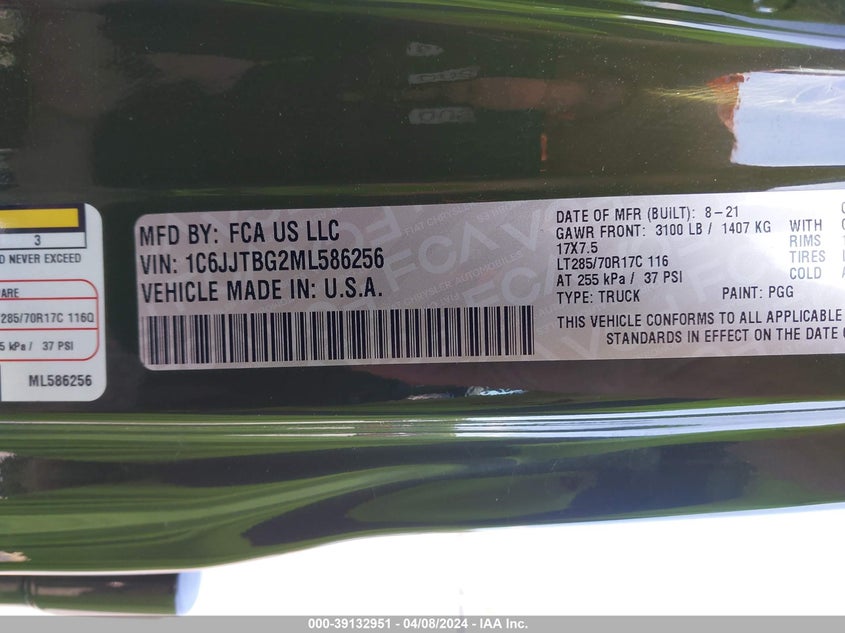 3
D NEVER EXCEED
ARE
285/70R17C 116Q
5 kPa / 37 PSI
ML586256
MFD BY: FCA US LLC
VIN: 1C6JJTBG2ML586256
VEHICLE MADE IN: U.S.A.
DATE OF MFR (BUILT): 8-21
GAWR FRONT: 3100 LB / 1407 KG
17X7.5
LT285/70R17C 116
AT 255 kPa / 37 PSI
TYPE: TRUCK PAINT: PGG
WITH
RIMS
TIRES
COLD
THIS VEHICLE CONFORMS TO ALL APPLICABLE
STANDARDS IN EFFECT ON THE DATE
000-39132951 - 04/08/2024 - IAA Inc.